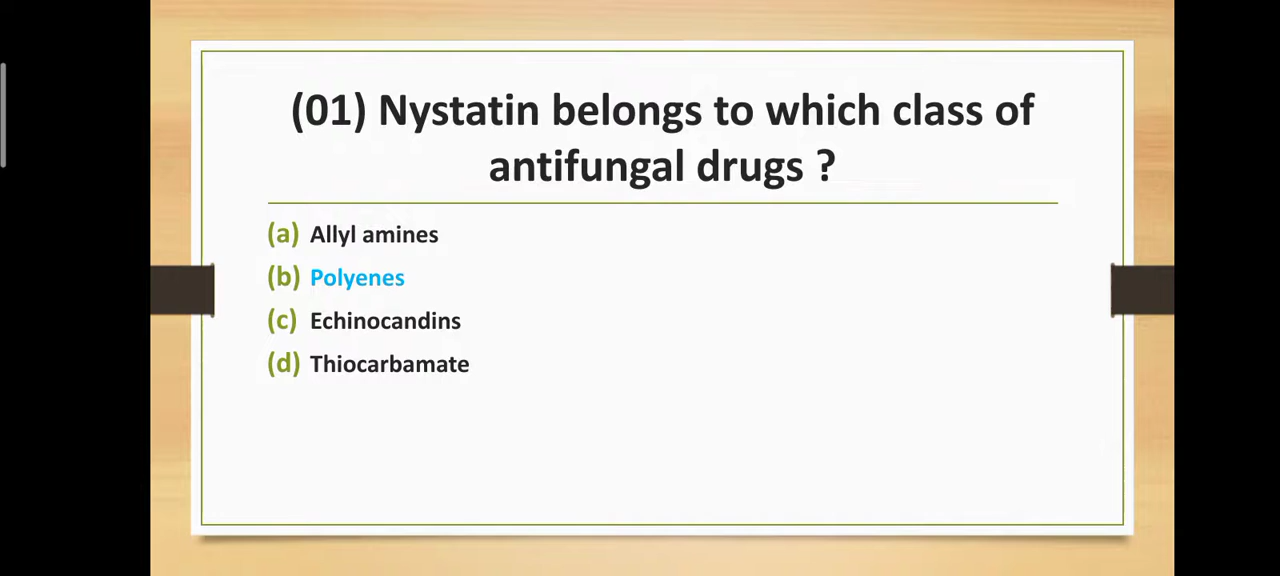 (01) Nystatin belongs to which class of
antifungal drugs ?
(a) Allyl amines
(b) Polyenes
(c) Echinocandins
(d) Thiocarbamate